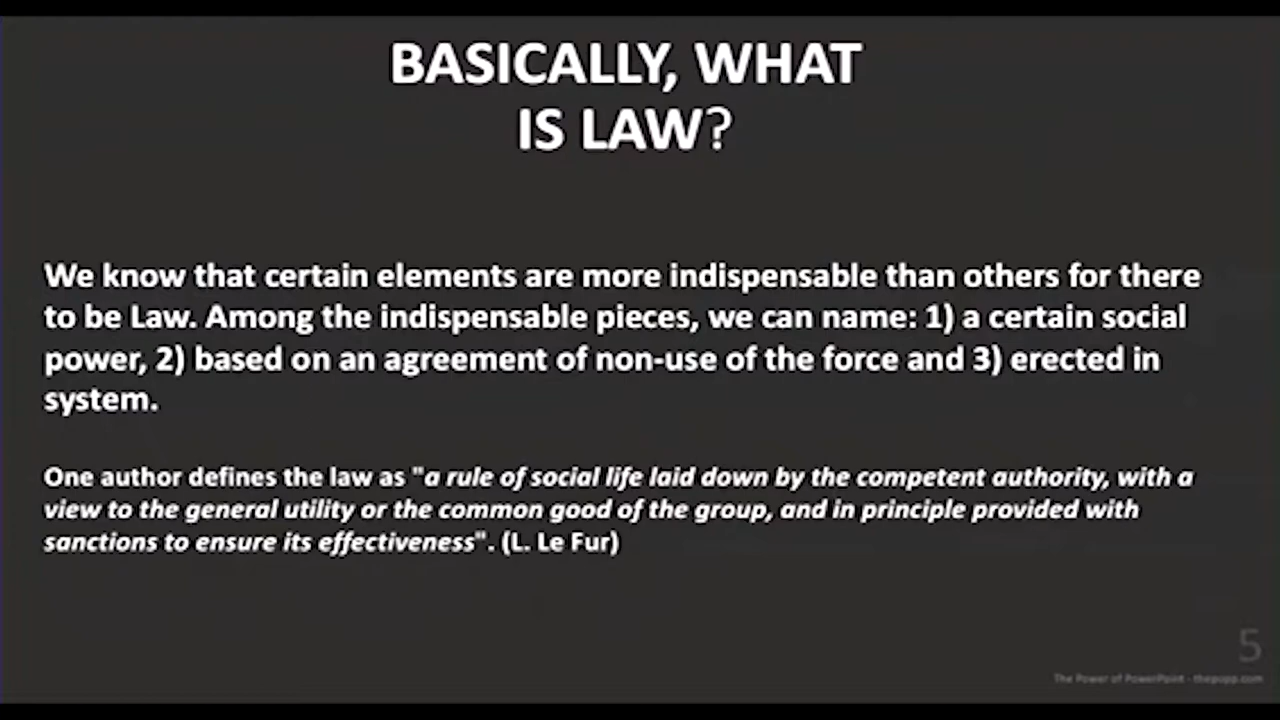 BASICALLY, WHAT
IS LAW?
We know that certain elements are more indispensable than others for there
to be Law. Among the indispensable pieces, we can name: 1) a certain social
power, 2) based on an agreement of non-use of the force and 3) erected in
system.
One author defines the law as "a rule of social life laid down by the competent authority, with a
view to the general utility or the common good of the group, and in principle provided with
sanctions to ensure its effectiveness". (L. Le Fur)
5
The Power of PowerPoint - thepopp.com